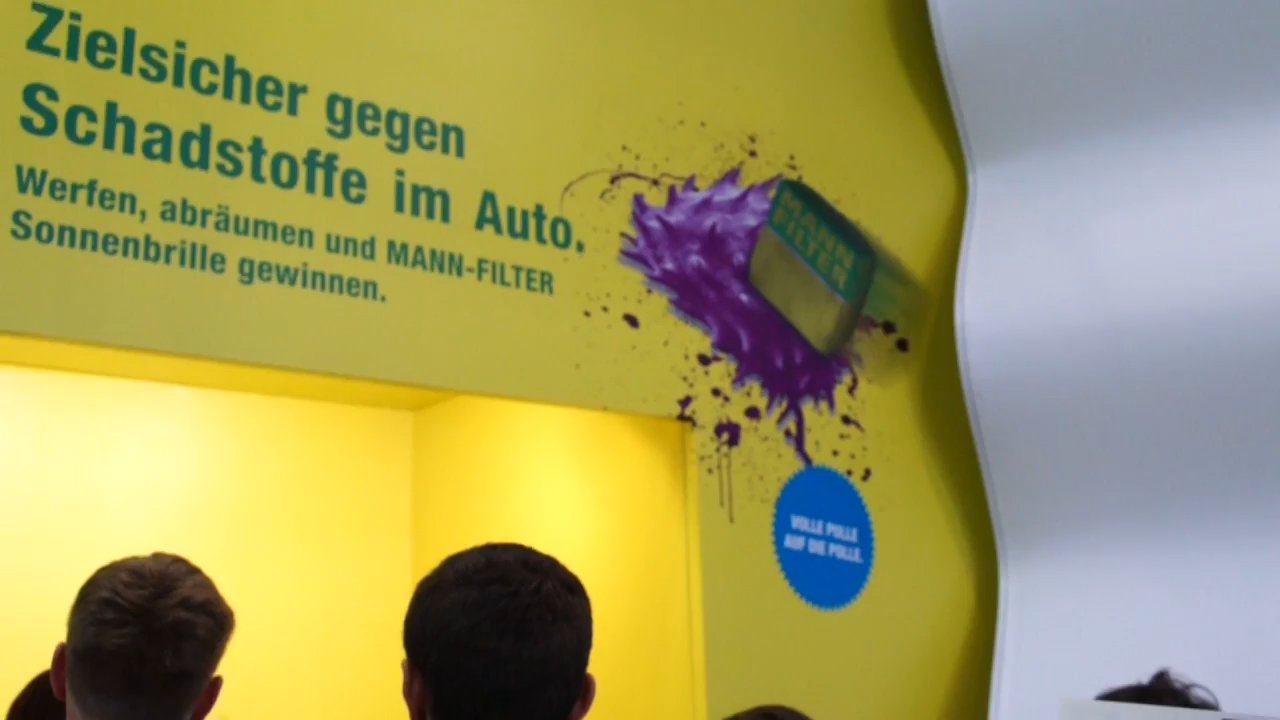 Zielsicher gegen
Schadstoffe im Auto.
Werfen, abräumen und MANN-FILTER
Sonnenbrille gewinnen.
MANN
FILTER
VOLLE PULLE
AUF DIE POLLE.